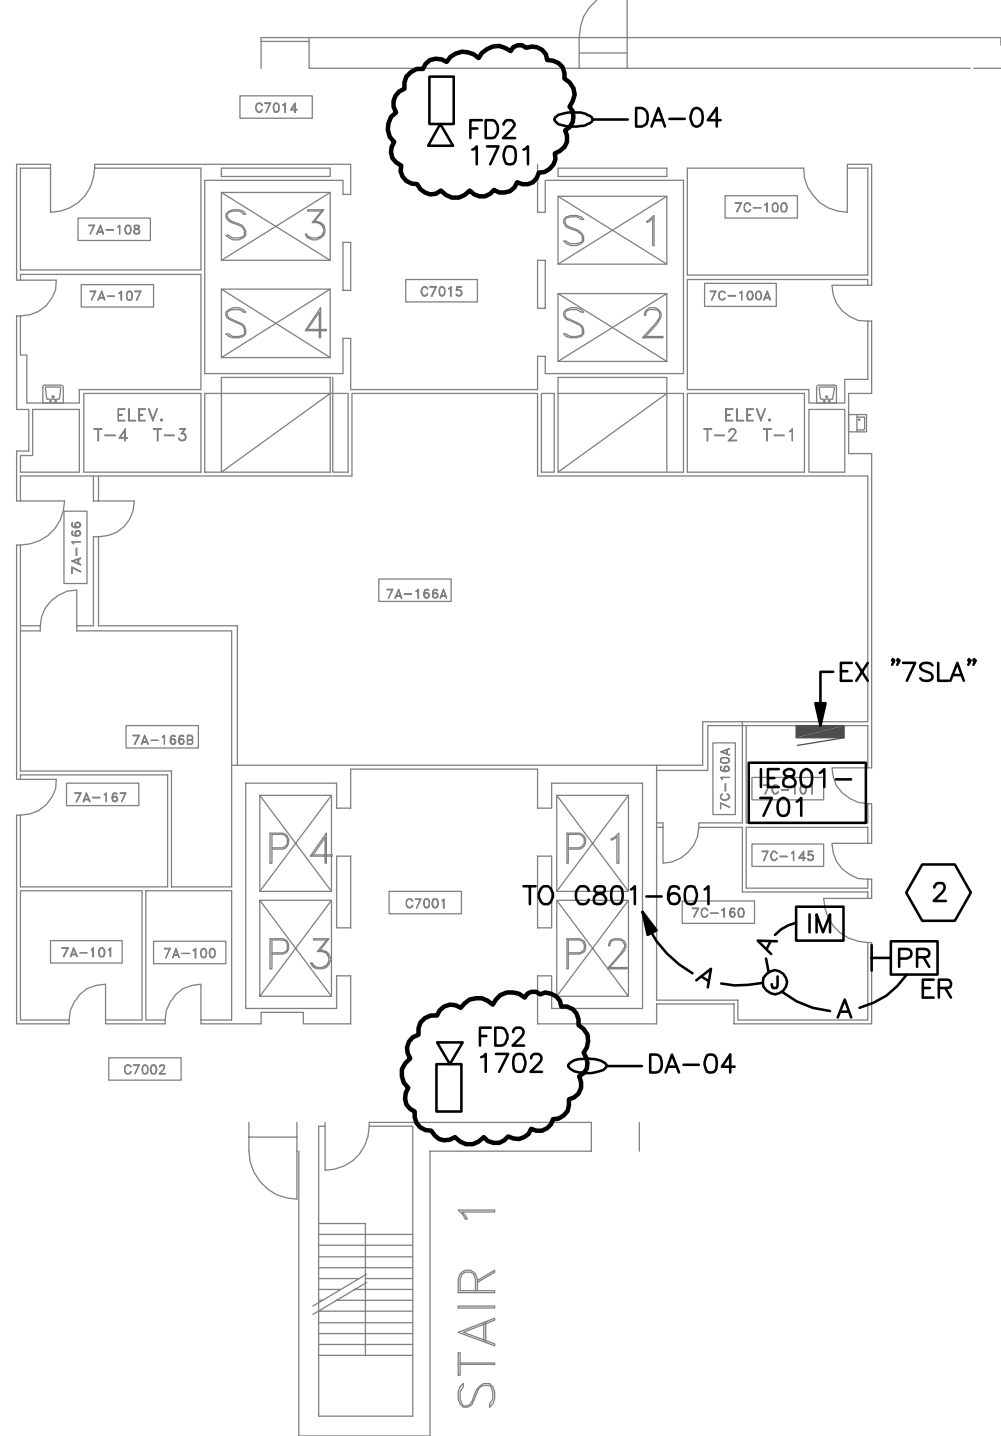 C7014
FD2
1701
DA-04
7A-108
S 3
S 1
7C-100
7A-107
C7015
7C-100A
S 4
S 2
ELEV.
T-4 T-3
ELEV.
T-2 T-1
7A-166
7A-166A
EX "7SLA"
7A-166B
7C-160A
IE801-
701
7C-101
7A-167
P 4
P 1
7C-145
TO C801-601
C7001
7C-160
2
IM
7A-101
7A-100
P 3
P 2
A
A
J
A
PR
ER
C7002
FD2
1702
DA-04
STAIR 1